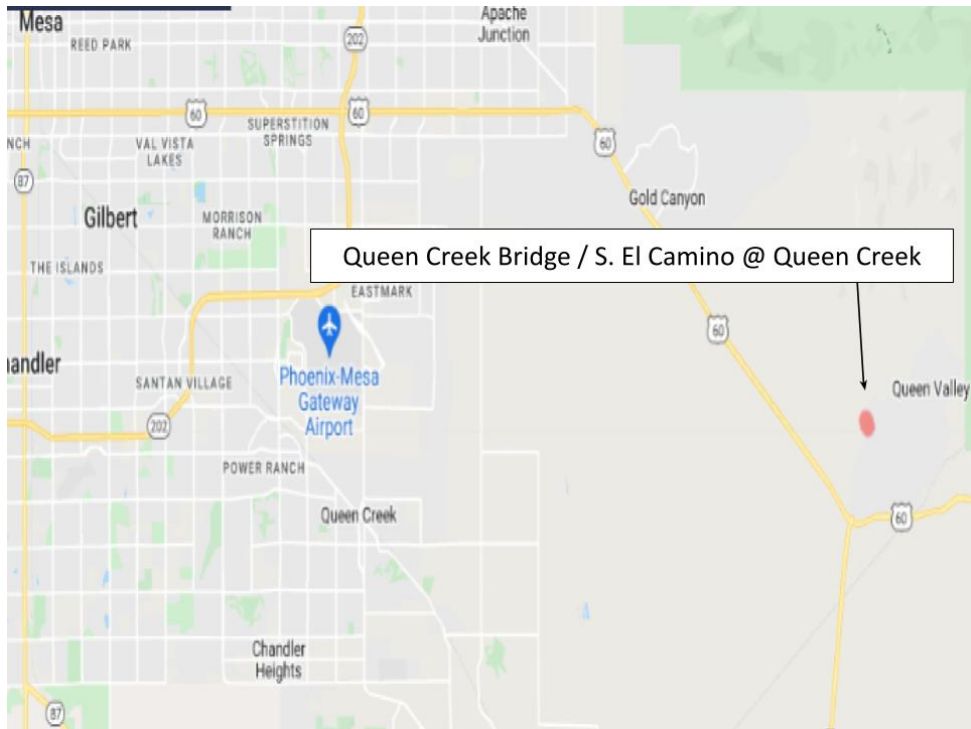 Mesa
REED PARK
Apache
Junction
202
60
60
SUPERSTITION
SPRINGS
VAL VISTA
LAKES
NCH
60
87
Gold Canyon
Gilbert
MORRISON
RANCH
Queen Creek Bridge / S. El Camino @ Queen Creek
THE ISLANDS
EASTMARK
60
handler
SANTAN VILLAGE
Phoenix-Mesa
Gateway
Airport
Queen Valley
202
POWER RANCH
Queen Creek
60
Chandler
Heights
87